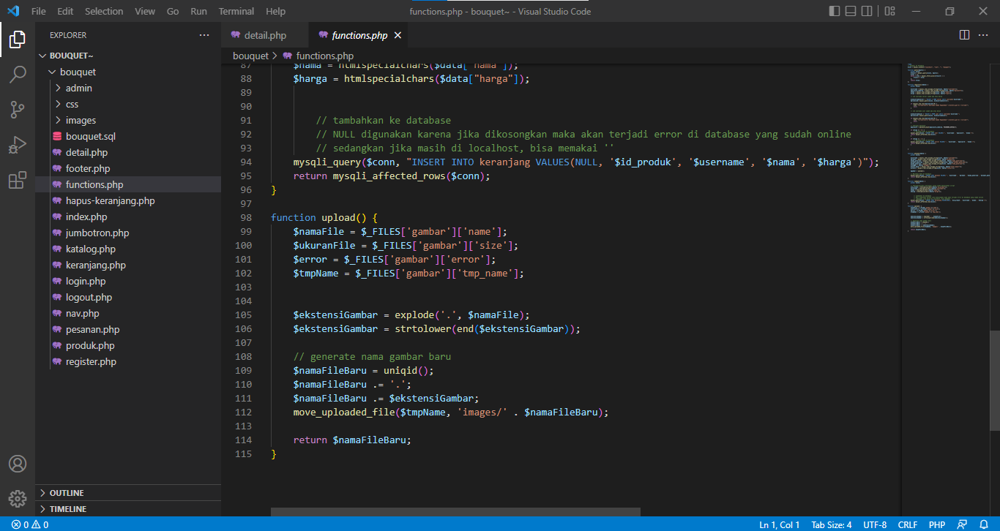 File Edit Selection View Go Run Terminal Help
functions.php - bouquet~ - Visual Studio Code
EXPLORER
BOUQUET~
bouquet
admin
css
images
bouquet.sql
detail.php
footer.php
functions.php
hapus-keranjang.php
index.php
jumbotron.php
katalog.php
keranjang.php
login.php
logout.php
nav.php
pesanan.php
produk.php
register.php
OUTLINE
TIMELINE
detail.php functions.php
bouquet > functions.php
87 $nama = htmlspecialchars($data["nama"]);
88 $harga = htmlspecialchars($data["harga"]);
89
90
91 // tambahkan ke database
92 // NULL digunakan karena jika dikosongkan maka akan terjadi error di database yang sudah online
93 // sedangkan jika masih di localhost, bisa memakai ''
94 mysqli_query($conn, "INSERT INTO keranjang VALUES(NULL, '$id_produk', '$username', '$nama', '$harga')");
95 return mysqli_affected_rows($conn);
96 }
97
98 function upload() {
99 $namaFile = $_FILES['gambar']['name'];
100 $ukuranFile = $_FILES['gambar']['size'];
101 $error = $_FILES['gambar']['error'];
102 $tmpName = $_FILES['gambar']['tmp_name'];
103
104
105 $ekstensiGambar = explode('.', $namaFile);
106 $ekstensiGambar = strtolower(end($ekstensiGambar));
107
108 // generate nama gambar baru
109 $namaFileBaru = uniqid();
110 $namaFileBaru .= '.';
111 $namaFileBaru .= $ekstensiGambar;
112 move_uploaded_file($tmpName, 'images/' . $namaFileBaru);
113
114 return $namaFileBaru;
115 }
0 0
Ln 1, Col 1 Tab Size: 4 UTF-8 CRLF PHP